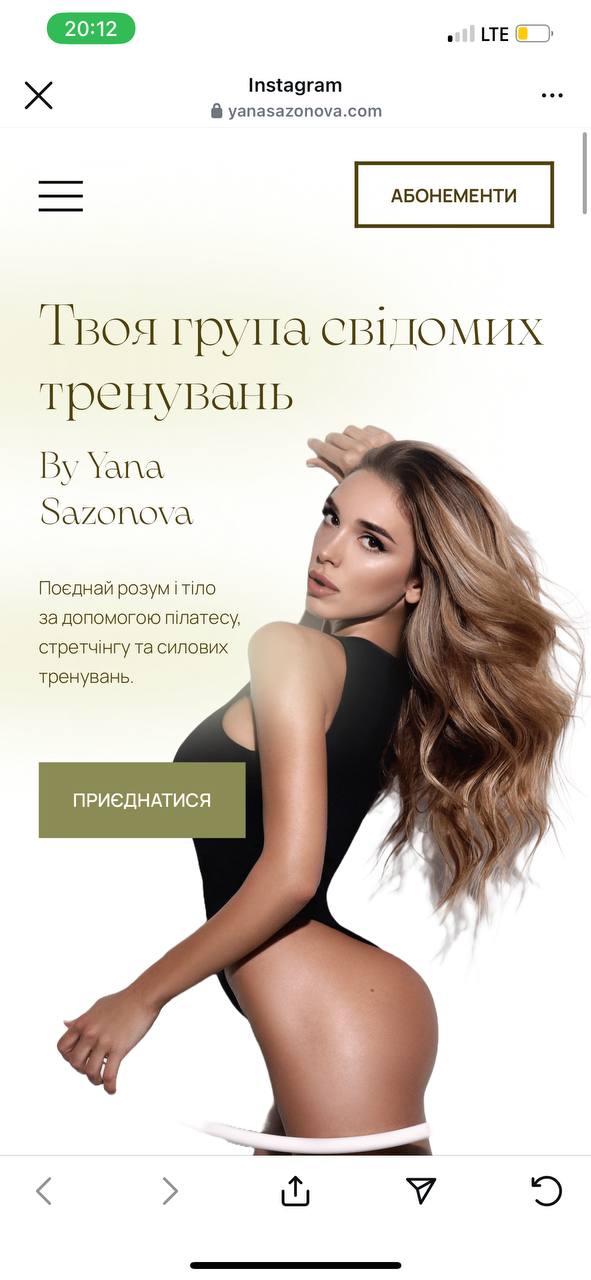 20:12
LTE
Instagram
yanasazonova.com
АБОНЕМЕНТИ
Твоя група свідомих
тренувань
By Yana
Sazonova
Поєднай розум і тіло
за допомогою пілатесу,
стретчінгу та силових
тренувань.
ПРИЄДНАТИСЯ